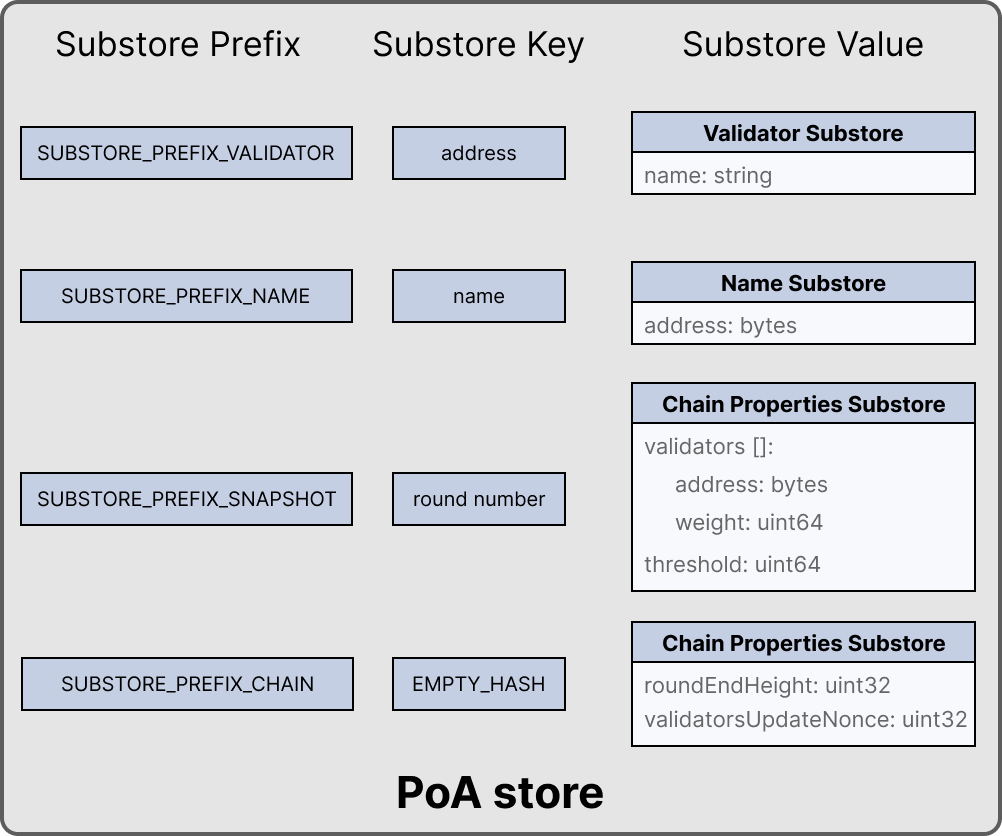 Substore Prefix Substore Key Substore Value
SUBSTORE_PREFIX_VALIDATOR address Validator Substore
name: string
SUBSTORE_PREFIX_NAME name Name Substore
address: bytes
SUBSTORE_PREFIX_SNAPSHOT round number Chain Properties Substore
validators []:
address: bytes
weight: uint64
threshold: uint64
SUBSTORE_PREFIX_CHAIN EMPTY_HASH Chain Properties Substore
roundEndHeight: uint32
validatorsUpdateNonce: uint32
PoA store